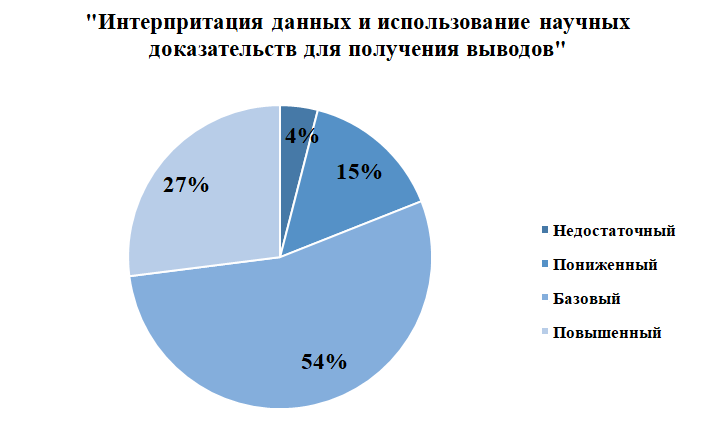 "Интерпритация данных и использование научных
доказательств для получения выводов"
4%
15%
27%
54%
Недостаточный
Пониженный
Базовый
Повышенный